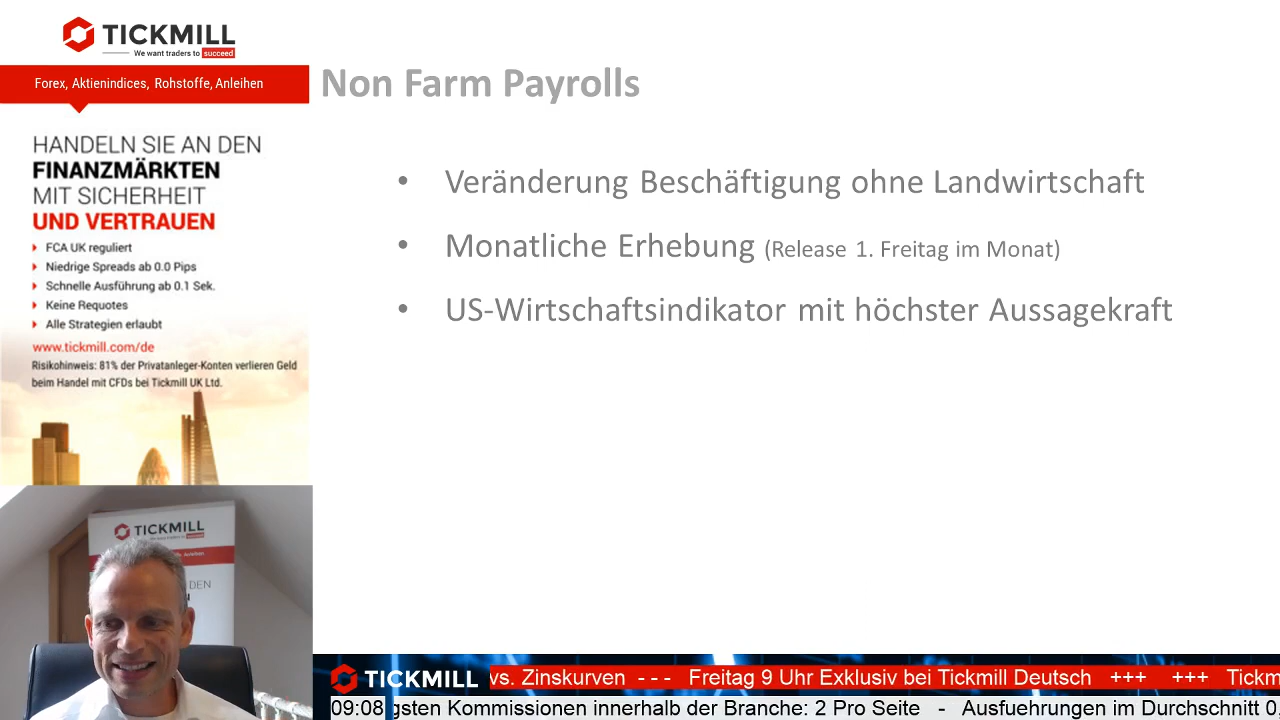 TICKMILL
We want traders to succeed
Forex, Aktienindices, Rohstoffe, Anleihen
HANDELN SIE AN DEN
FINANZMÄRKTEN
MIT SICHERHEIT
UND VERTRAUEN
FCA UK reguliert
Niedrige Spreads ab 0.0 Pips
Schnelle Ausführung ab 0.1 Sek.
Keine Requotes
Alle Strategien erlaubt
www.tickmill.com/de
Risikohinweis: 81% der Privatanleger-Konten verlieren Geld
beim Handel mit CFDs bei Tickmill UK Ltd.
Non Farm Payrolls
• Veränderung Beschäftigung ohne Landwirtschaft
• Monatliche Erhebung (Release 1. Freitag im Monat)
• US-Wirtschaftsindikator mit höchster Aussagekraft
TICKMILL
Anleihen
DEN
TICKMILL vs. Zinskurven --- Freitag 9 Uhr Exklusiv bei Tickmill Deutsch +++ +++ Tickm
09:08 gsten Kommissionen innerhalb der Branche: 2 Pro Seite - Ausfuehrungen im Durchschnitt 0.